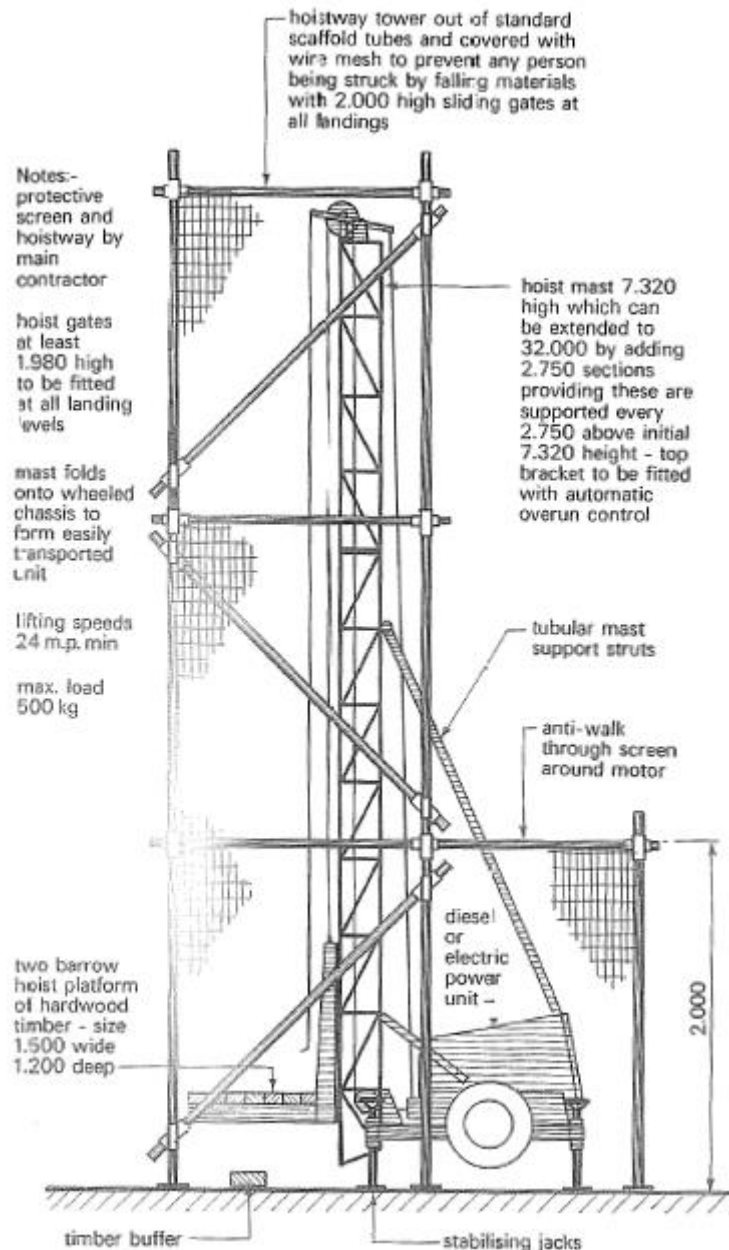 hoistway tower out of standard
scaffold tubes and covered with
wire mesh to prevent any person
being struck by falling materials
with 2.000 high sliding gates at
all landings
Notes:-
protective
screen and
hoistway by
main
contractor
hoist gates
at least
1.980 high
to be fitted
at all landing
levels
mast folds
onto wheeled
chassis to
form easily
transported
unit
lifting speeds
24 m.p. min
max. load
500 kg
hoist mast 7.320
high which can
be extended to
32.000 by adding
2.750 sections
providing these are
supported every
2.750 above initial
7.320 height - top
bracket to be fitted
with automatic
overun control
tubular mast
support struts
anti-walk
through screen
around motor
diesel
or
electric
power
unit
two barrow
hoist platform
of hardwood
timber - size
1.500 wide
1.200 deep
2.000
timber buffer
stabilising jacks